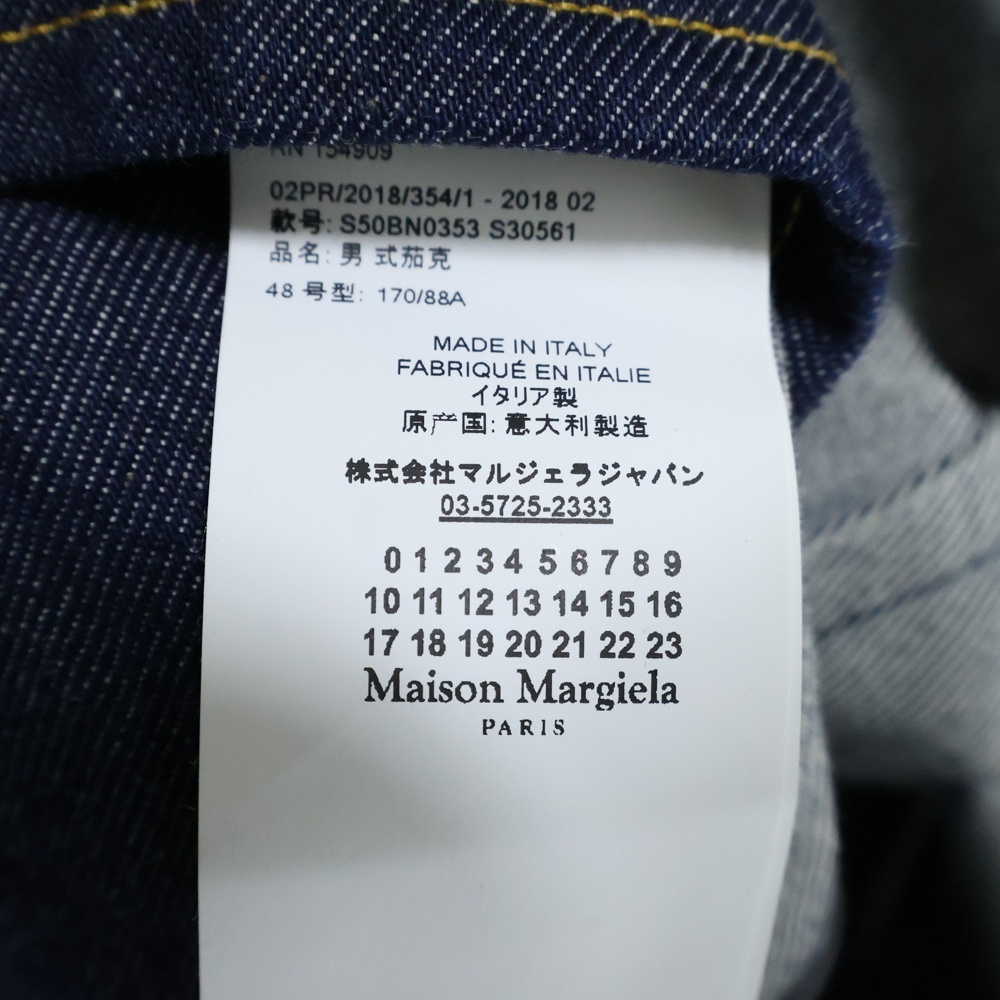 RN 154909
02PR/2018/354/1 - 2018 02
款号: S50BN0353 S30561
品名: 男 式茄克
48 号型: 170/88A
MADE IN ITALY
FABRIQUÉ EN ITALIE
イタリア製
原产国: 意大利製造
株式会社マルジェラジャパン
03-5725-2333
0 1 2 3 4 5 6 7 8 9
10 11 12 13 14 15 16
17 18 19 20 21 22 23
Maison Margiela
PARIS